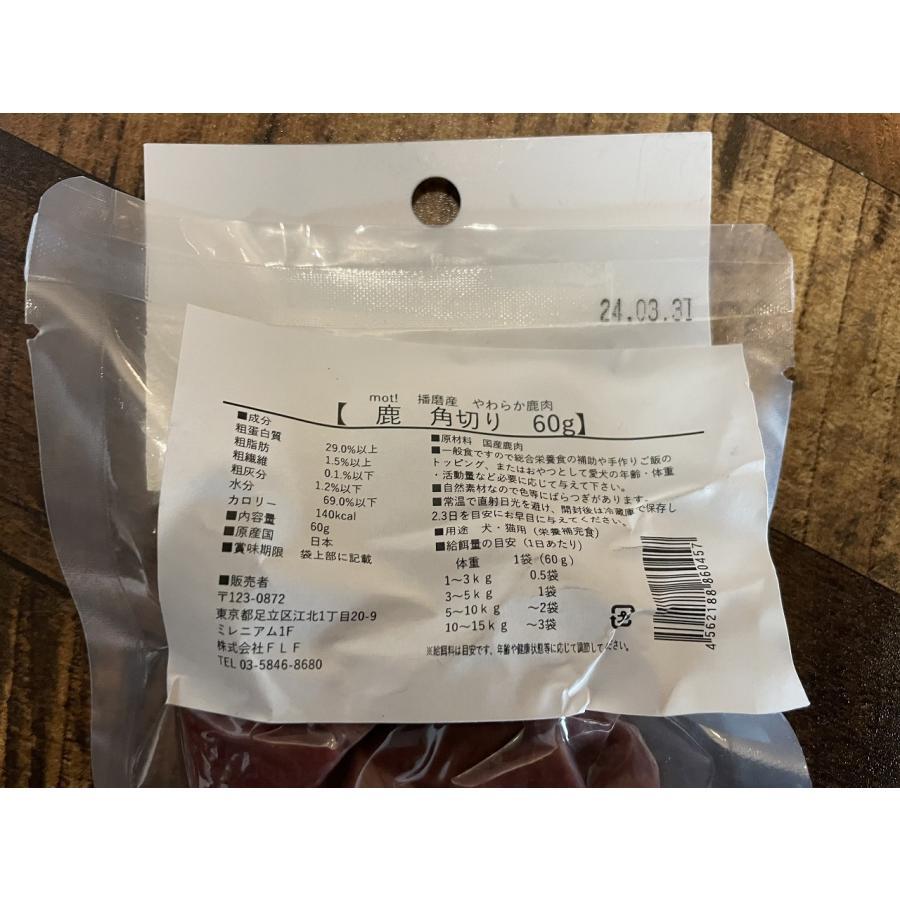 24.03.31
mot! 播磨産 やわらか鹿肉
【 鹿 角切り 60g】
■成分
粗蛋白質 29.0%以上
粗脂肪 1.5%以上
粗繊維 0.1.%以下
粗灰分 1.2%以下
水分 69.0%以下
カロリー 140kcal
■内容量 60g
■原産国 日本
■賞味期限 袋上部に記載
■販売者
〒123-0872
東京都足立区江北1丁目20-9
ミレニアム1F
株式会社ＦＬＦ
TEL 03-5846-8680
■原材料 国産鹿肉
■一般食ですので総合栄養食の補助や手作りご飯の
トッピング、またはおやつとして愛犬の年齢・体重
・活動量など必要に応じて与えて下さい。
■自然素材なので色等にばらつきがあります。
■常温で直射日光を避け、開封後は冷蔵庫で保存し
2.3日を目安にお早目に与えてください。
■用途 犬・猫用（栄養補完食）
■給餌量の目安（1日あたり）
体重 1袋（60ｇ）
1～3ｋｇ 0.5袋
3～5ｋｇ 1袋
5～10ｋｇ ～2袋
10～15ｋｇ ～3袋
※給餌料は目安です、年齢や健康状態等に応じて調節してください。
4562188860457